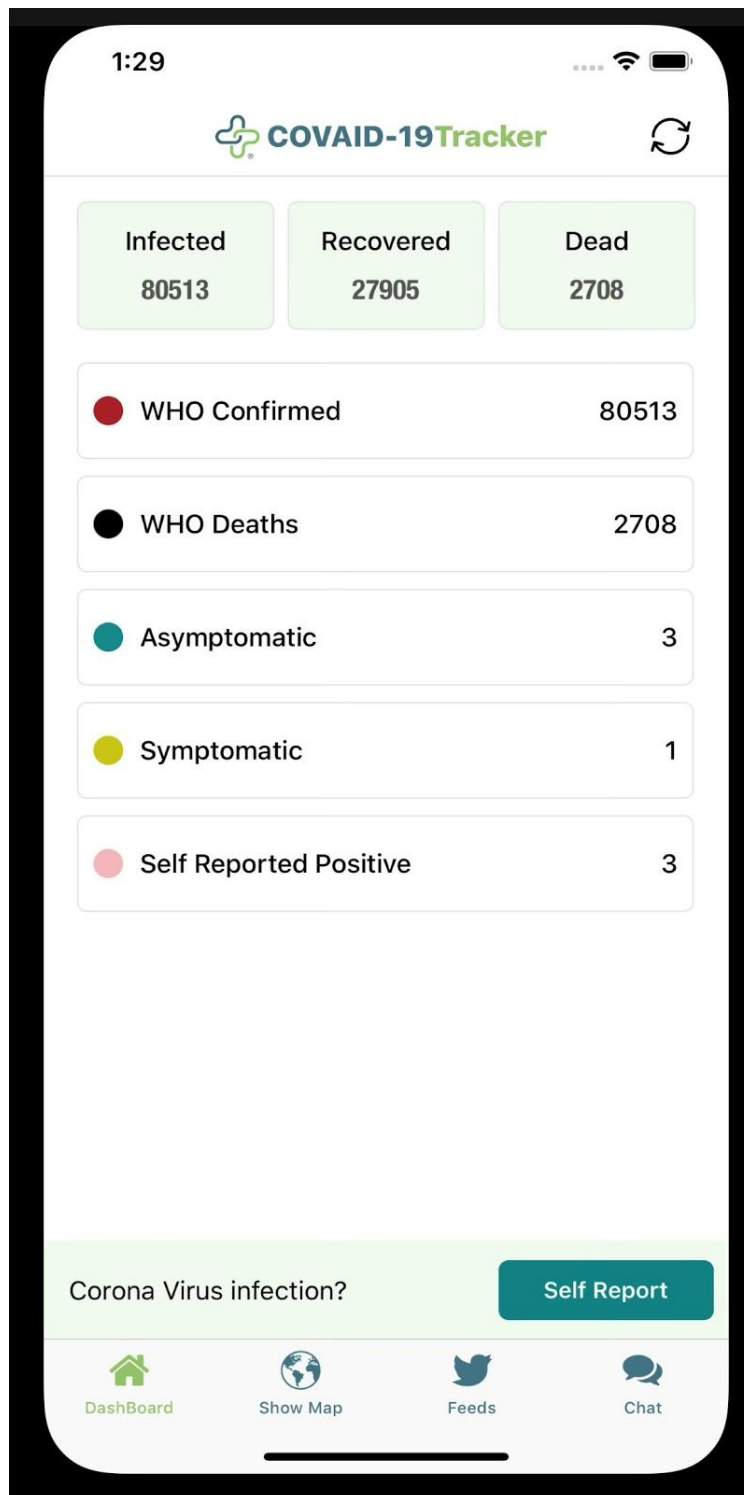 1:29
COVAID-19Tracker
Infected Recovered Dead
80513 27905 2708
WHO Confirmed 80513
WHO Deaths 2708
Asymptomatic 3
Symptomatic 1
Self Reported Positive 3
Corona Virus infection? Self Report
DashBoard Show Map Feeds Chat